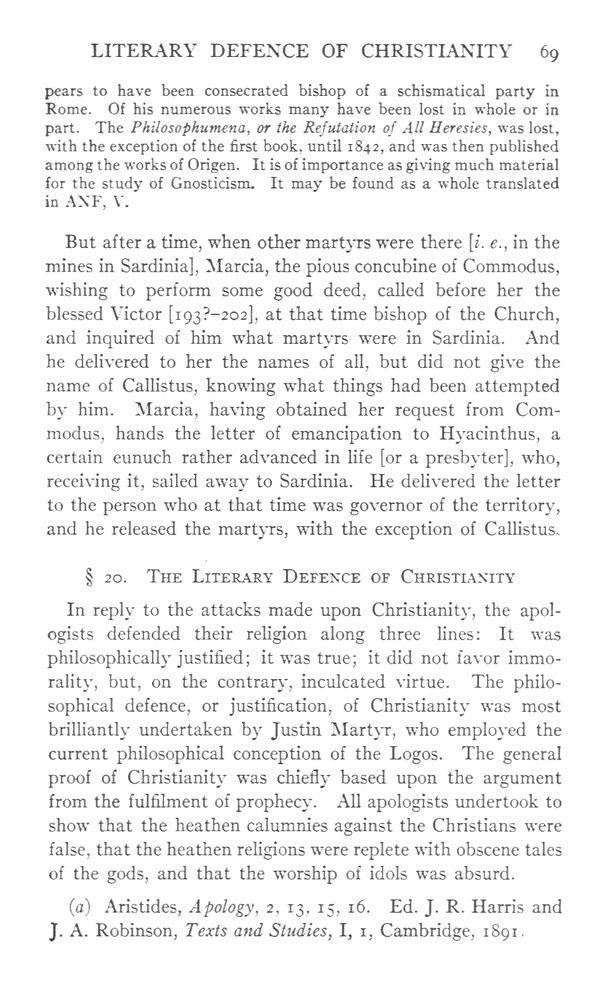 LITERARY DEFENCE OF CHRISTIANITY 69
pears to have been consecrated bishop of a schismatical party in
Rome. Of his numerous works many have been lost in whole or in
part. The Philosophumena, or the Refutation of All Heresies, was lost,
with the exception of the first book, until 1842, and was then published
among the works of Origen. It is of importance as giving much material
for the study of Gnosticism. It may be found as a whole translated
in ANF, V.
But after a time, when other martyrs were there [i. e., in the
mines in Sardinia], Marcia, the pious concubine of Commodus,
wishing to perform some good deed, called before her the
blessed Victor [193?–202], at that time bishop of the Church,
and inquired of him what martyrs were in Sardinia. And
he delivered to her the names of all, but did not give the
name of Callistus, knowing what things had been attempted
by him. Marcia, having obtained her request from Com-
modus, hands the letter of emancipation to Hyacinthus, a
certain eunuch rather advanced in life [or a presbyter], who,
receiving it, sailed away to Sardinia. He delivered the letter
to the person who at that time was governor of the territory,
and he released the martyrs, with the exception of Callistus.
§ 20. The Literary Defence of Christianity
In reply to the attacks made upon Christianity, the apol-
ogists defended their religion along three lines: It was
philosophically justified; it was true; it did not favor immo-
rality, but, on the contrary, inculcated virtue. The philo-
sophical defence, or justification, of Christianity was most
brilliantly undertaken by Justin Martyr, who employed the
current philosophical conception of the Logos. The general
proof of Christianity was chiefly based upon the argument
from the fulfilment of prophecy. All apologists undertook to
show that the heathen calumnies against the Christians were
false, that the heathen religions were replete with obscene tales
of the gods, and that the worship of idols was absurd.
(a) Aristides, Apology, 2, 13, 15, 16. Ed. J. R. Harris and
J. A. Robinson, Texts and Studies, I, 1, Cambridge, 1891.